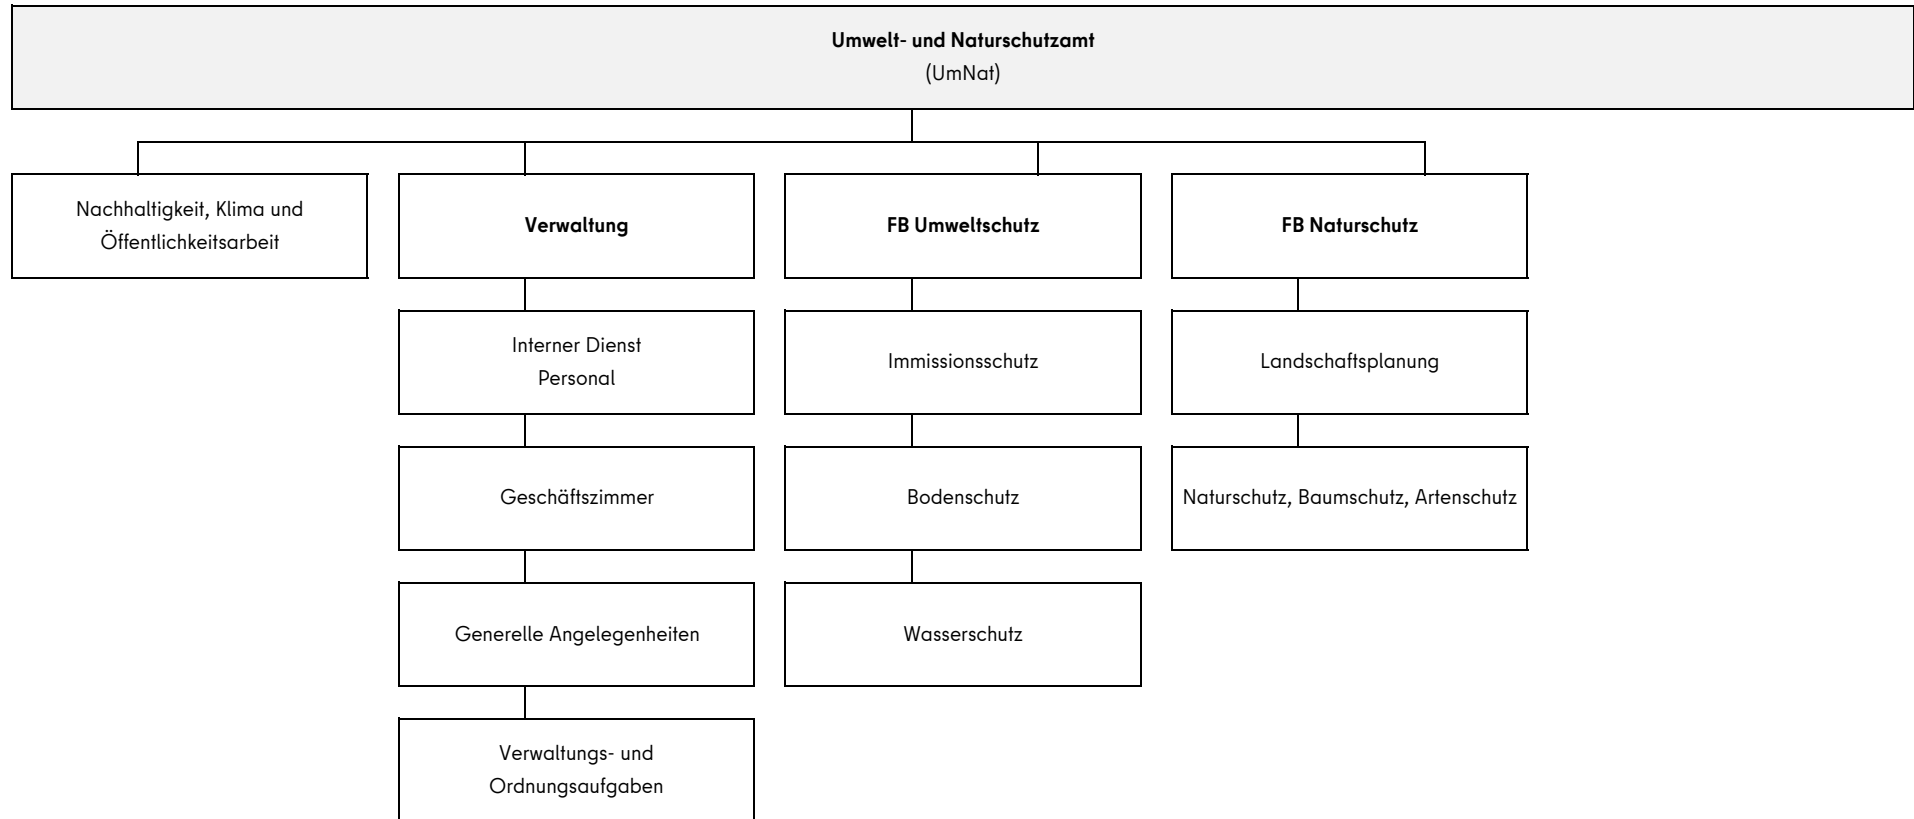 Umwelt- und Naturschutzamt
(UmNat)
Nachhaltigkeit, Klima und
Öffentlichkeitsarbeit
Verwaltung
FB Umweltschutz
FB Naturschutz
Interner Dienst
Personal
Immissionsschutz
Landschaftsplanung
Geschäftszimmer
Bodenschutz
Naturschutz, Baumschutz, Artenschutz
Generelle Angelegenheiten
Wasserschutz
Verwaltungs- und
Ordnungsaufgaben